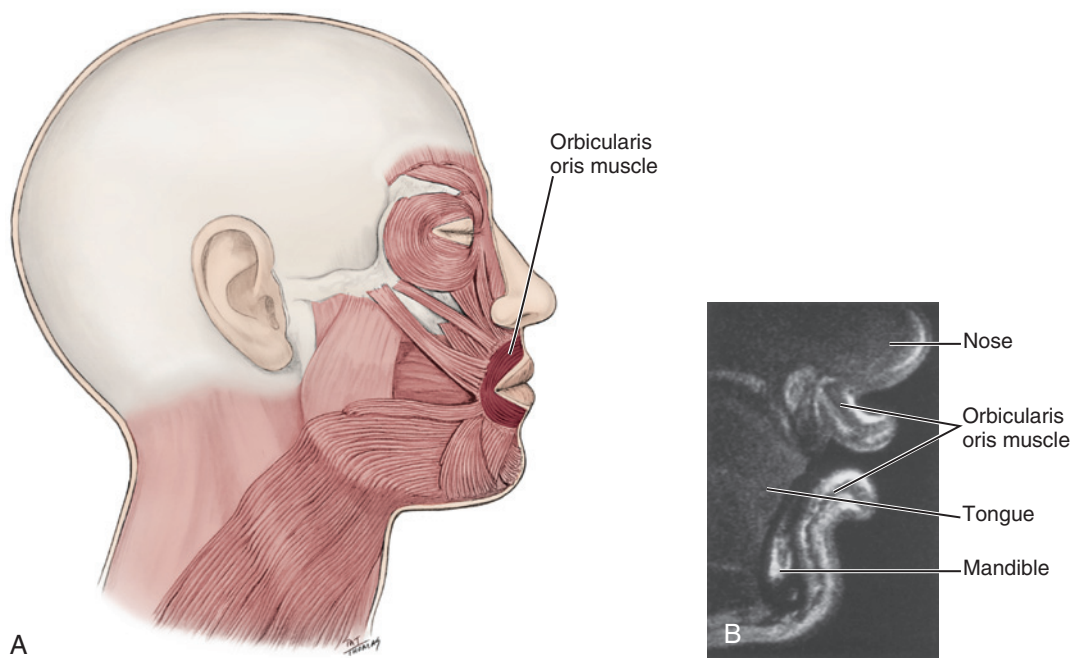 Orbicularis
oris muscle
A
Nose
Orbicularis
oris muscle
Tongue
Mandible
B